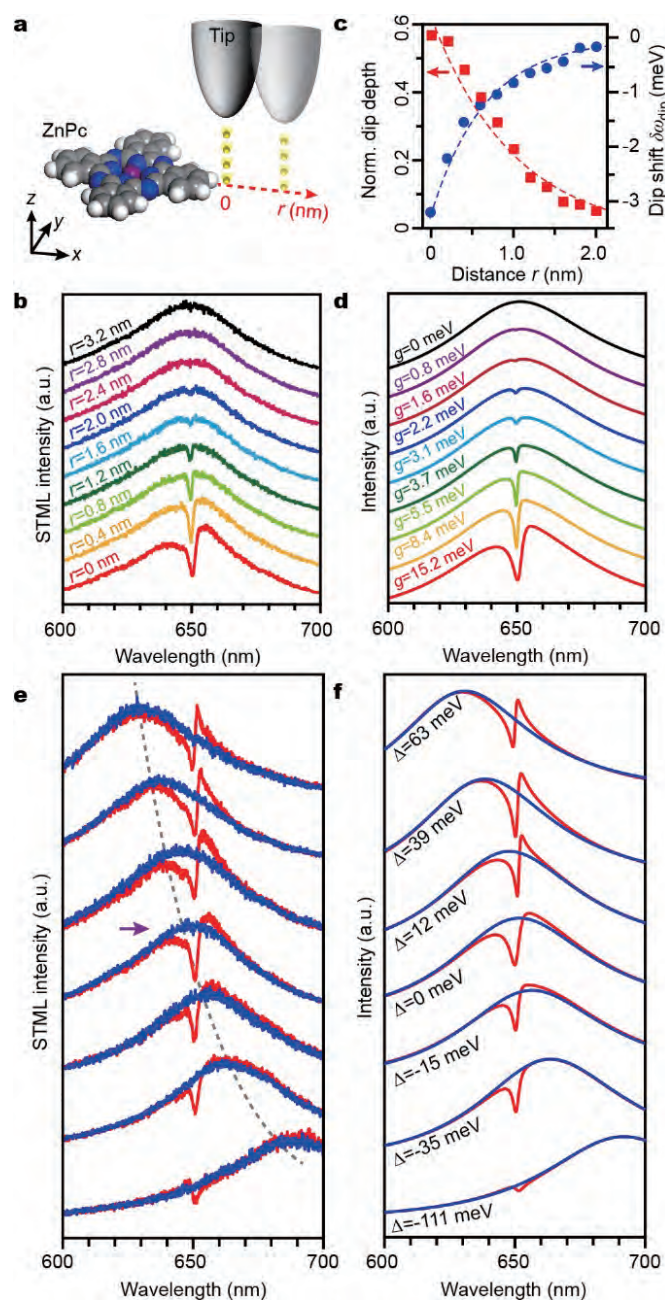 a
Tip
ZnPc
z
y
x
0
r (nm)
c
Norm. dip depth
0.6
0.4
0.2
0
0
-1
-2
-3
Dip shift δω_dip (meV)
0 1.0 2.0
Distance r (nm)
b
STML intensity (a.u.)
r=3.2 nm
r=2.8 nm
r=2.4 nm
r=2.0 nm
r=1.6 nm
r=1.2 nm
r=0.8 nm
r=0.4 nm
r=0 nm
600 650 700
Wavelength (nm)
d
Intensity (a.u.)
g=0 meV
g=0.8 meV
g=1.6 meV
g=2.2 meV
g=3.1 meV
g=3.7 meV
g=5.5 meV
g=8.4 meV
g=15.2 meV
600 650 700
Wavelength (nm)
e
STML intensity (a.u.)
600 650 700
Wavelength (nm)
f
Intensity (a.u.)
Δ=63 meV
Δ=39 meV
Δ=12 meV
Δ=0 meV
Δ=-15 meV
Δ=-35 meV
Δ=-111 meV
600 650 700
Wavelength (nm)